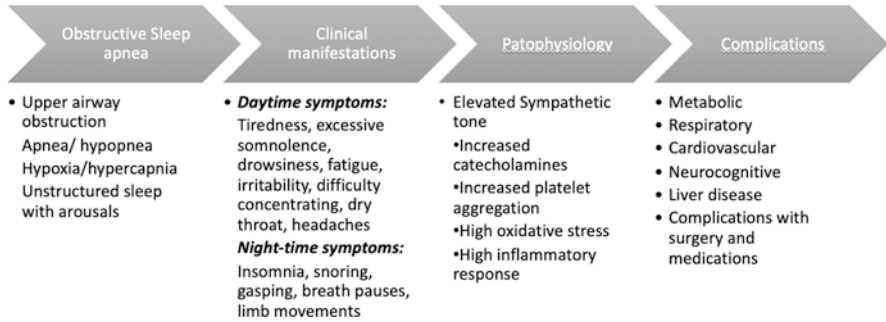 Obstructive Sleep
apnea
• Upper airway
obstruction
Apnea/ hypopnea
Hypoxia/hypercapnia
Unstructured sleep
with arousals
Clinical
manifestations
• Daytime symptoms:
Tiredness, excessive
somnolence,
drowsiness, fatigue,
irritability, difficulty
concentrating, dry
throat, headaches
Night-time symptoms:
Insomnia, snoring,
gasping, breath pauses,
limb movements
Patophysiology
• Elevated Sympathetic
tone
•Increased
catecholamines
•Increased platelet
aggregation
•High oxidative stress
•High inflammatory
response
Complications
• Metabolic
• Respiratory
• Cardiovascular
• Neurocognitive
• Liver disease
• Complications with
surgery and
medications